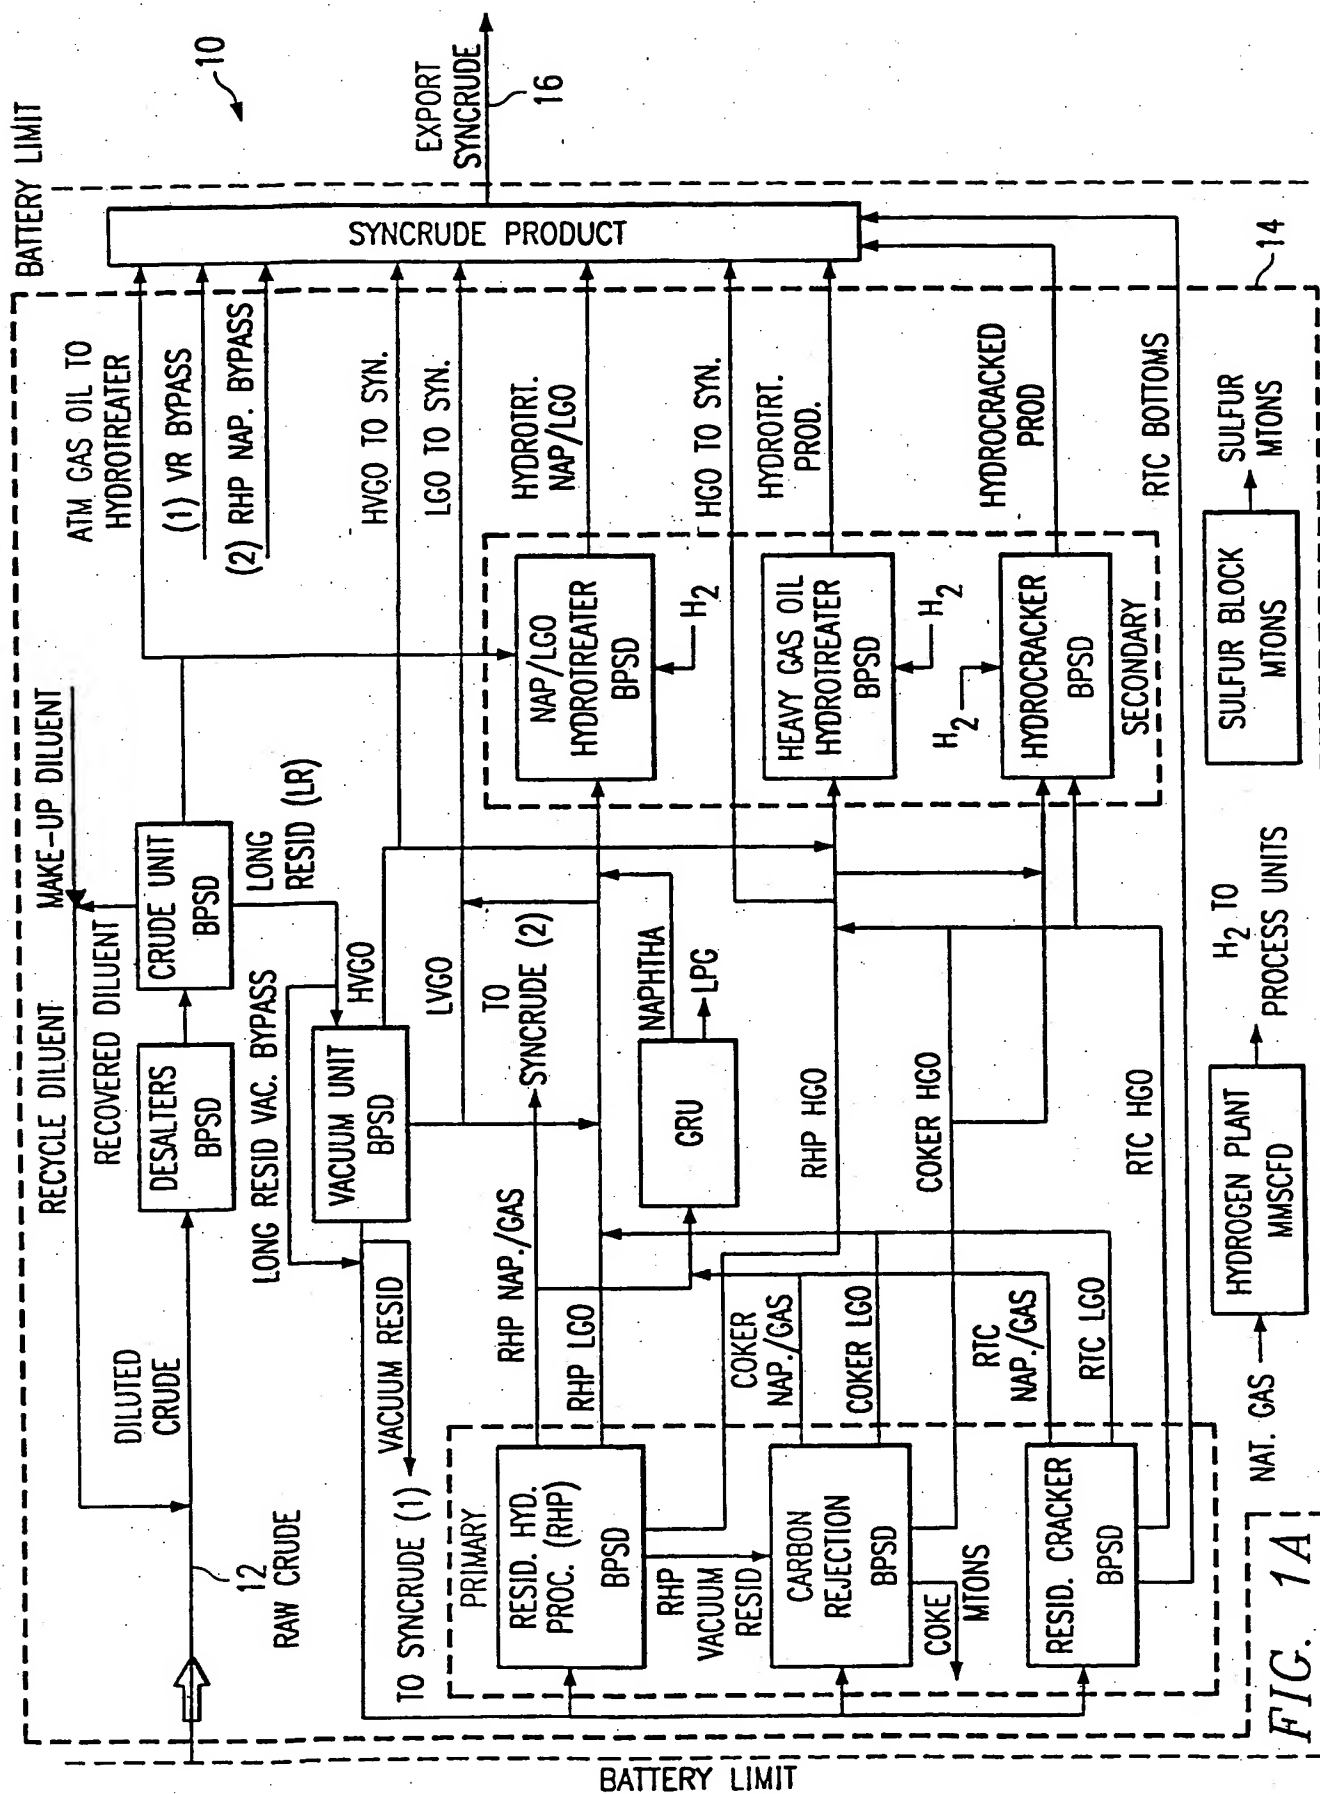 BATTERY LIMIT
10
EXPORT
SYNCRUDE
16
SYNCRUDE PRODUCT
14
ATM GAS OIL TO
HYDROTREATER
(1) VR BYPASS
(2) RHP NAP. BYPASS
HVGO TO SYN.
LGO TO SYN.
HYDROTRT.
NAP/LGO
HGO TO SYN.
HYDROTRT.
PROD.
HYDROCRACKED
PROD
RTC BOTTOMS
SULFUR
MTONS
MAKE-UP DILUENT
RECYCLE DILUENT
RECOVERED DILUENT
CRUDE UNIT
BPSD
LONG
RESID (LR)
DESALTERS
BPSD
LONG RESID VAC. BYPASS
HVGO
VACUUM UNIT
BPSD
LVGO
NAP/LGO
HYDROTREATER
BPSD
H2
HEAVY GAS OIL
HYDROTREATER
BPSD
H2
H2
HYDROCRACKER
BPSD
SECONDARY
SULFUR BLOCK
MTONS
TO
SYNCRUDE (2)
NAPHTHA
LPG
GRU
RHP HGO
COKER HGO
RTC HGO
H2 TO
PROCESS UNITS
HYDROGEN PLANT
MMSCFD
NAT. GAS
DILUTED
CRUDE
12
RAW CRUDE
VACUUM RESID
TO SYNCRUDE (1)
RHP NAP./GAS
RHP LGO
COKER
NAP./GAS
COKER LGO
RTC
NAP./GAS
RTC LGO
PRIMARY
RESID. HYD.
PROC. (RHP)
BPSD
RHP
VACUUM
RESID
CARBON
REJECTION
BPSD
COKE
MTONS
RESID. CRACKER
BPSD
BATTERY LIMIT
FIG. 1A